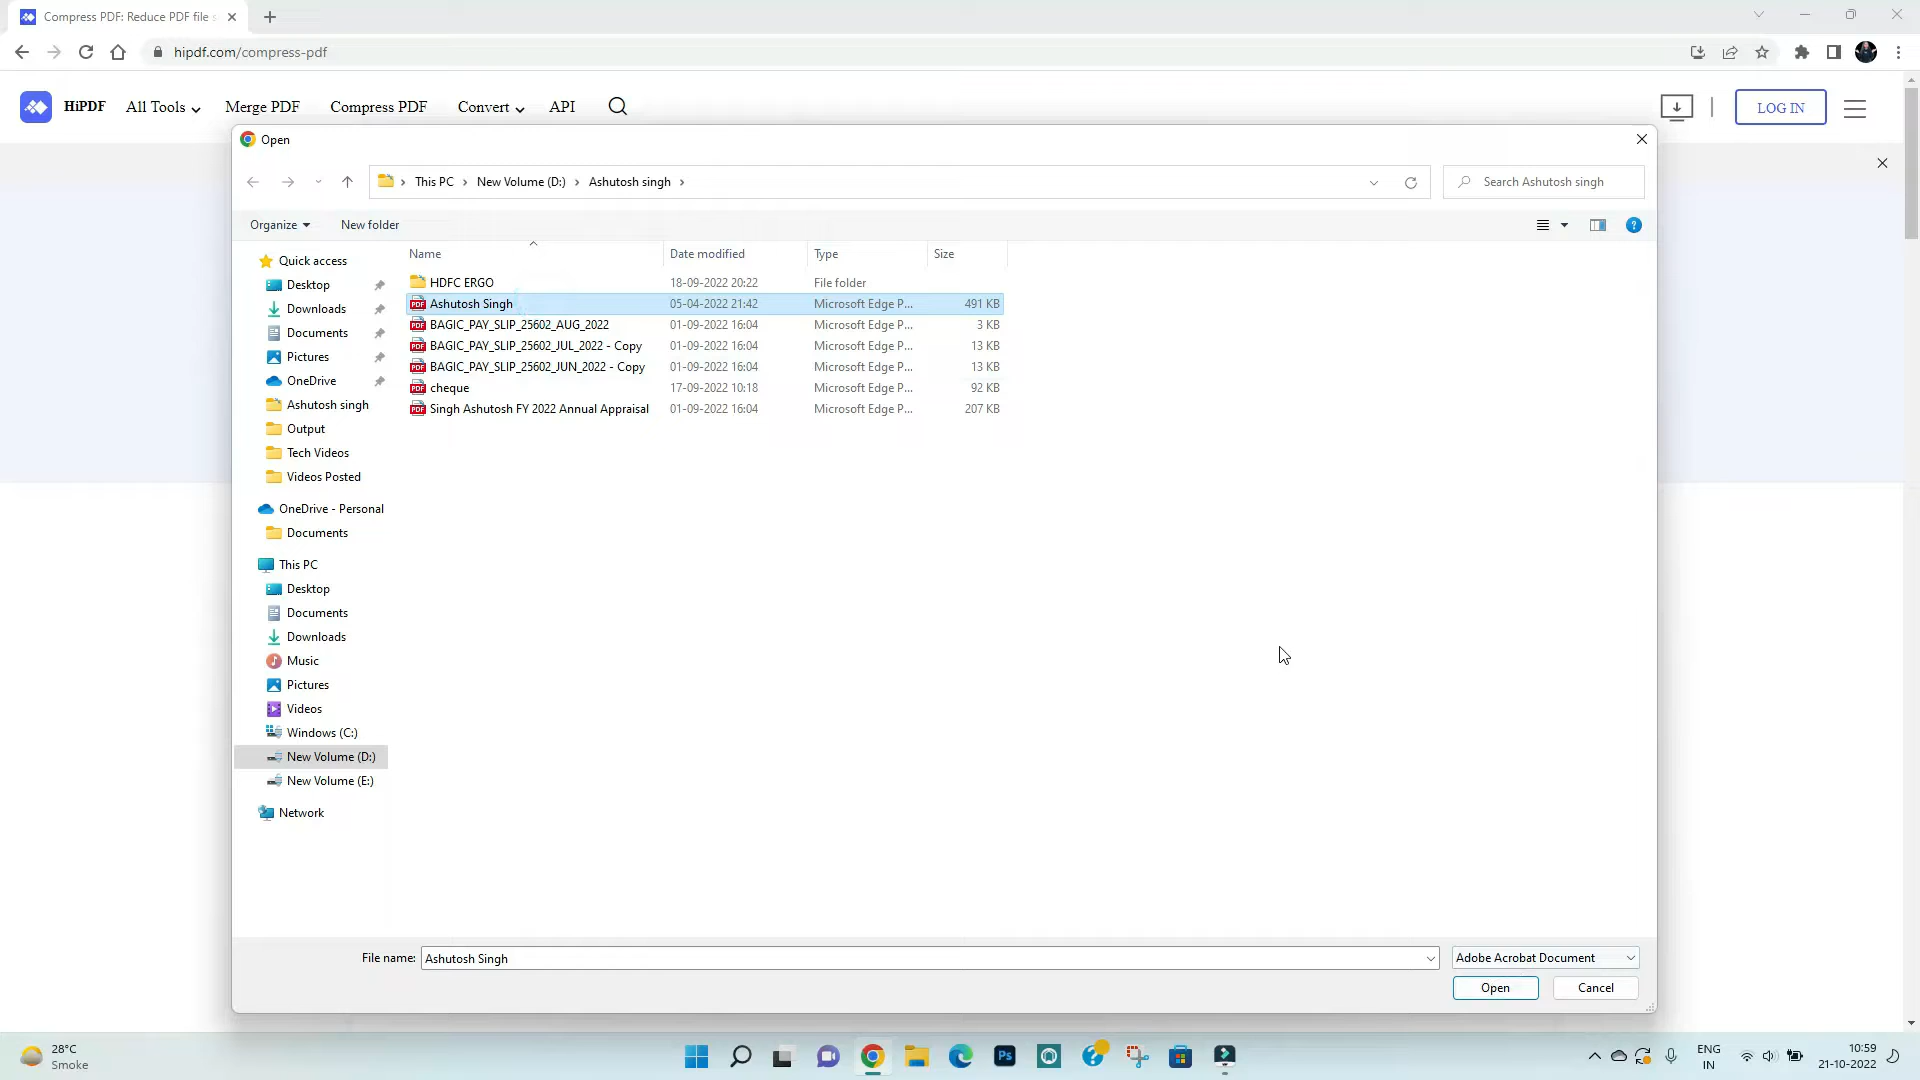 Compress PDF: Reduce PDF file s
hipdf.com/compress-pdf
HiPDF
All Tools
Merge PDF
Compress PDF
Convert
API
LOG IN
Open
This PC
New Volume (D:)
Ashutosh singh
Search Ashutosh singh
Organize
New folder
Name
Date modified
Type
Size
HDFC ERGO 18-09-2022 20:22 File folder
PDF Ashutosh Singh 05-04-2022 21:42 Microsoft Edge P... 491 KB
PDF BAGIC_PAY_SLIP_25602_AUG_2022 01-09-2022 16:04 Microsoft Edge P... 3 KB
PDF BAGIC_PAY_SLIP_25602_JUL_2022 - Copy 01-09-2022 16:04 Microsoft Edge P... 13 KB
PDF BAGIC_PAY_SLIP_25602_JUN_2022 - Copy 01-09-2022 16:04 Microsoft Edge P... 13 KB
PDF cheque 17-09-2022 10:18 Microsoft Edge P... 92 KB
PDF Singh Ashutosh FY 2022 Annual Appraisal 01-09-2022 16:04 Microsoft Edge P... 207 KB
Quick access
Desktop
Downloads
Documents
Pictures
OneDrive
Ashutosh singh
Output
Tech Videos
Videos Posted
OneDrive - Personal
Documents
This PC
Desktop
Documents
Downloads
Music
Pictures
Videos
Windows (C:)
New Volume (D:)
New Volume (E:)
Network
File name: Ashutosh Singh
Adobe Acrobat Document
Open
Cancel
28°C
Smoke
Ps
ENG
IN
10:59
21-10-2022